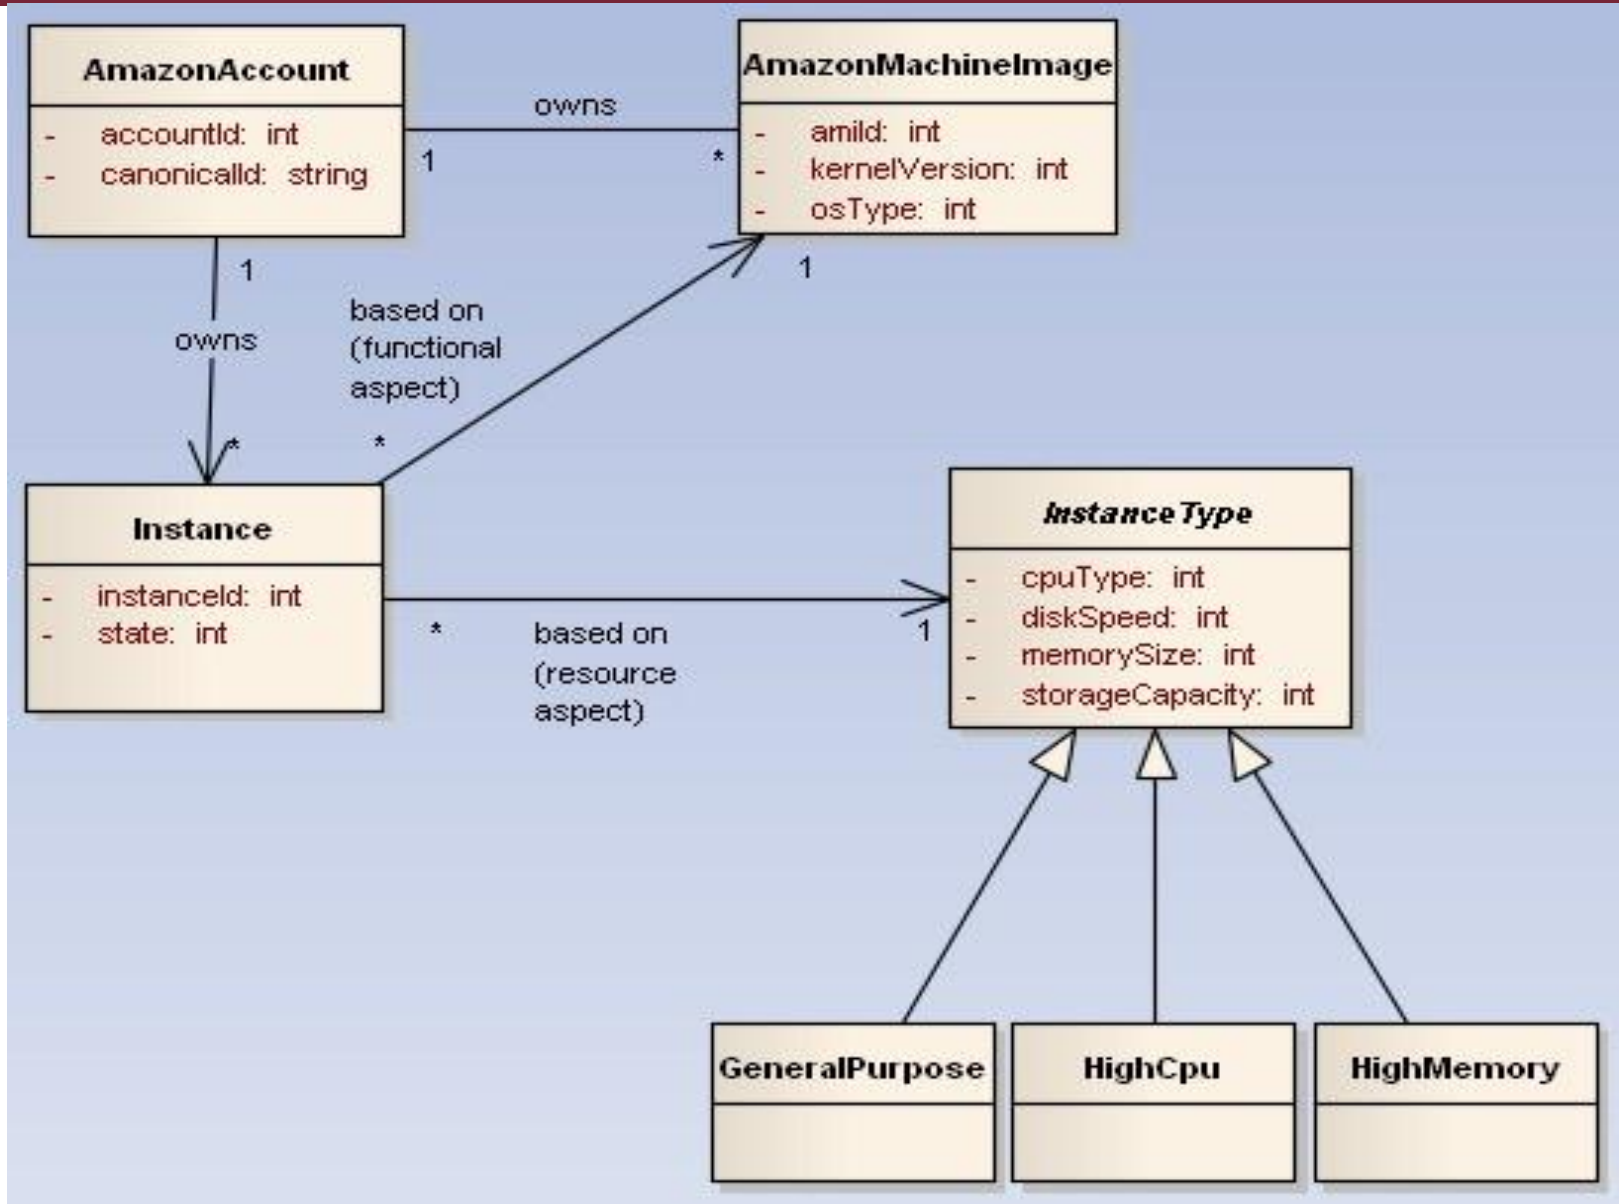 AmazonAccount
- accountId: int
- canonicalId: string
owns
1
*
AmazonMachineImage
- amiId: int
- kernelVersion: int
- osType: int
1
owns
*
based on
(functional
aspect)
*
1
Instance
- instanceId: int
- state: int
*
based on
(resource
aspect)
1
InstanceType
- cpuType: int
- diskSpeed: int
- memorySize: int
- storageCapacity: int
GeneralPurpose
HighCpu
HighMemory